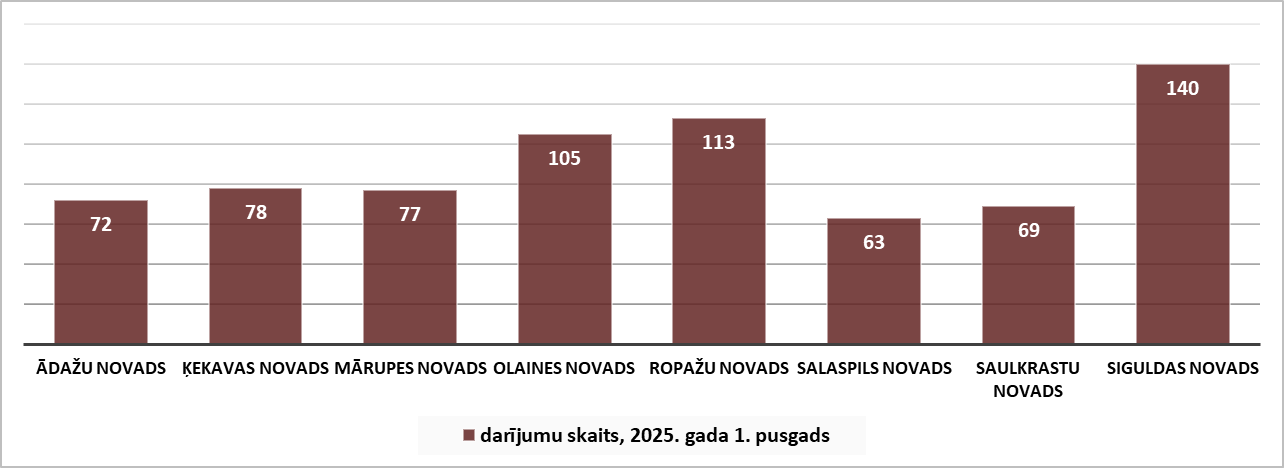 72
78
77
105
113
63
69
140
ĀDAŽU NOVADS
ĶEKAVAS NOVADS
MĀRUPES NOVADS
OLAINES NOVADS
ROPAŽU NOVADS
SALASPILS NOVADS
SAULKRASTU
NOVADS
SIGULDAS NOVADS
darījumu skaits, 2025. gada 1. pusgads